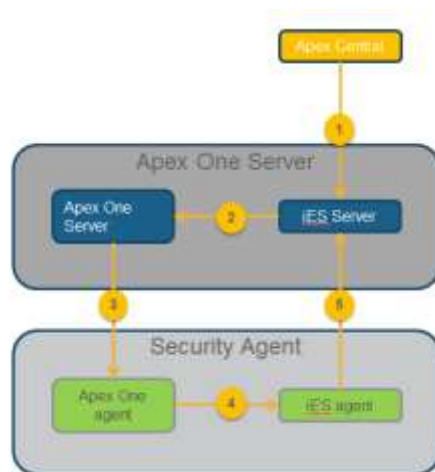 Apex Central
1
Apex One Server
Apex One
Server
2
iES Server
3
5
Security Agent
Apex One
agent
4
iES agent